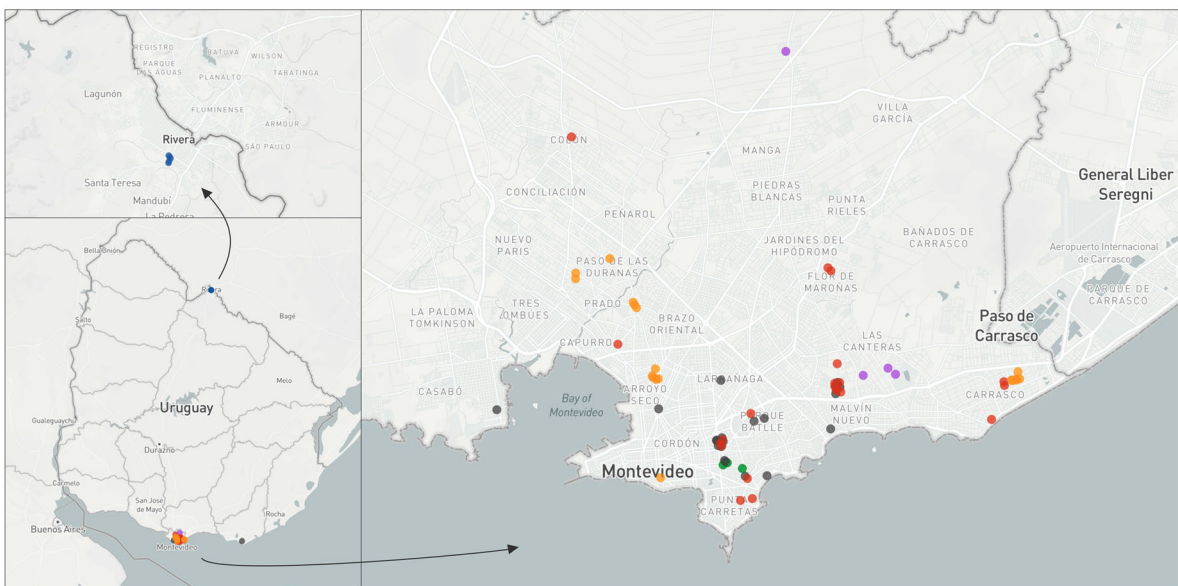 REGISTRO
BATUVA
WILSON
PARQUE
DAS ÁGUAS
PLANALTO
TABATINGA
Lagunón
FLUMINENSE
ARMOUR
Rivera
SÃO PAULO
Santa Teresa
Mandubí
La Pedrera
Bella Unión
Rivera
Bagé
Salto
Melo
Uruguay
Gualeguaychú
Durazno
Carmelo
San José
de Mayo
Rocha
Buenos Aires
Montevideo
COLÓN
VILLA
GARCÍA
MANGA
CONCILIACIÓN
PIEDRAS
BLANCAS
General Liber
Seregni
PEÑAROL
PUNTA
RIELES
NUEVO
PARIS
JARDINES DEL
HIPÓDROMO
BAÑADOS DE
CARRASCO
Aeropuerto Internacional
de Carrasco
PASO DE LAS
DURANAS
FLOR DE
MAROÑAS
PARQUE DE
CARRASCO
LA PALOMA
TOMKINSON
TRES
OMBUES
PRADO
BRAZO
ORIENTAL
Paso de
Carrasco
CAPURRO
LAS
CANTERAS
CASABÓ
Bay of
Montevideo
ARROYO
SECO
LARRAÑAGA
CARRASCO
PARQUE
BATLLE
MALVÍN
NUEVO
CORDÓN
Montevideo
PUNTA
CARRETAS